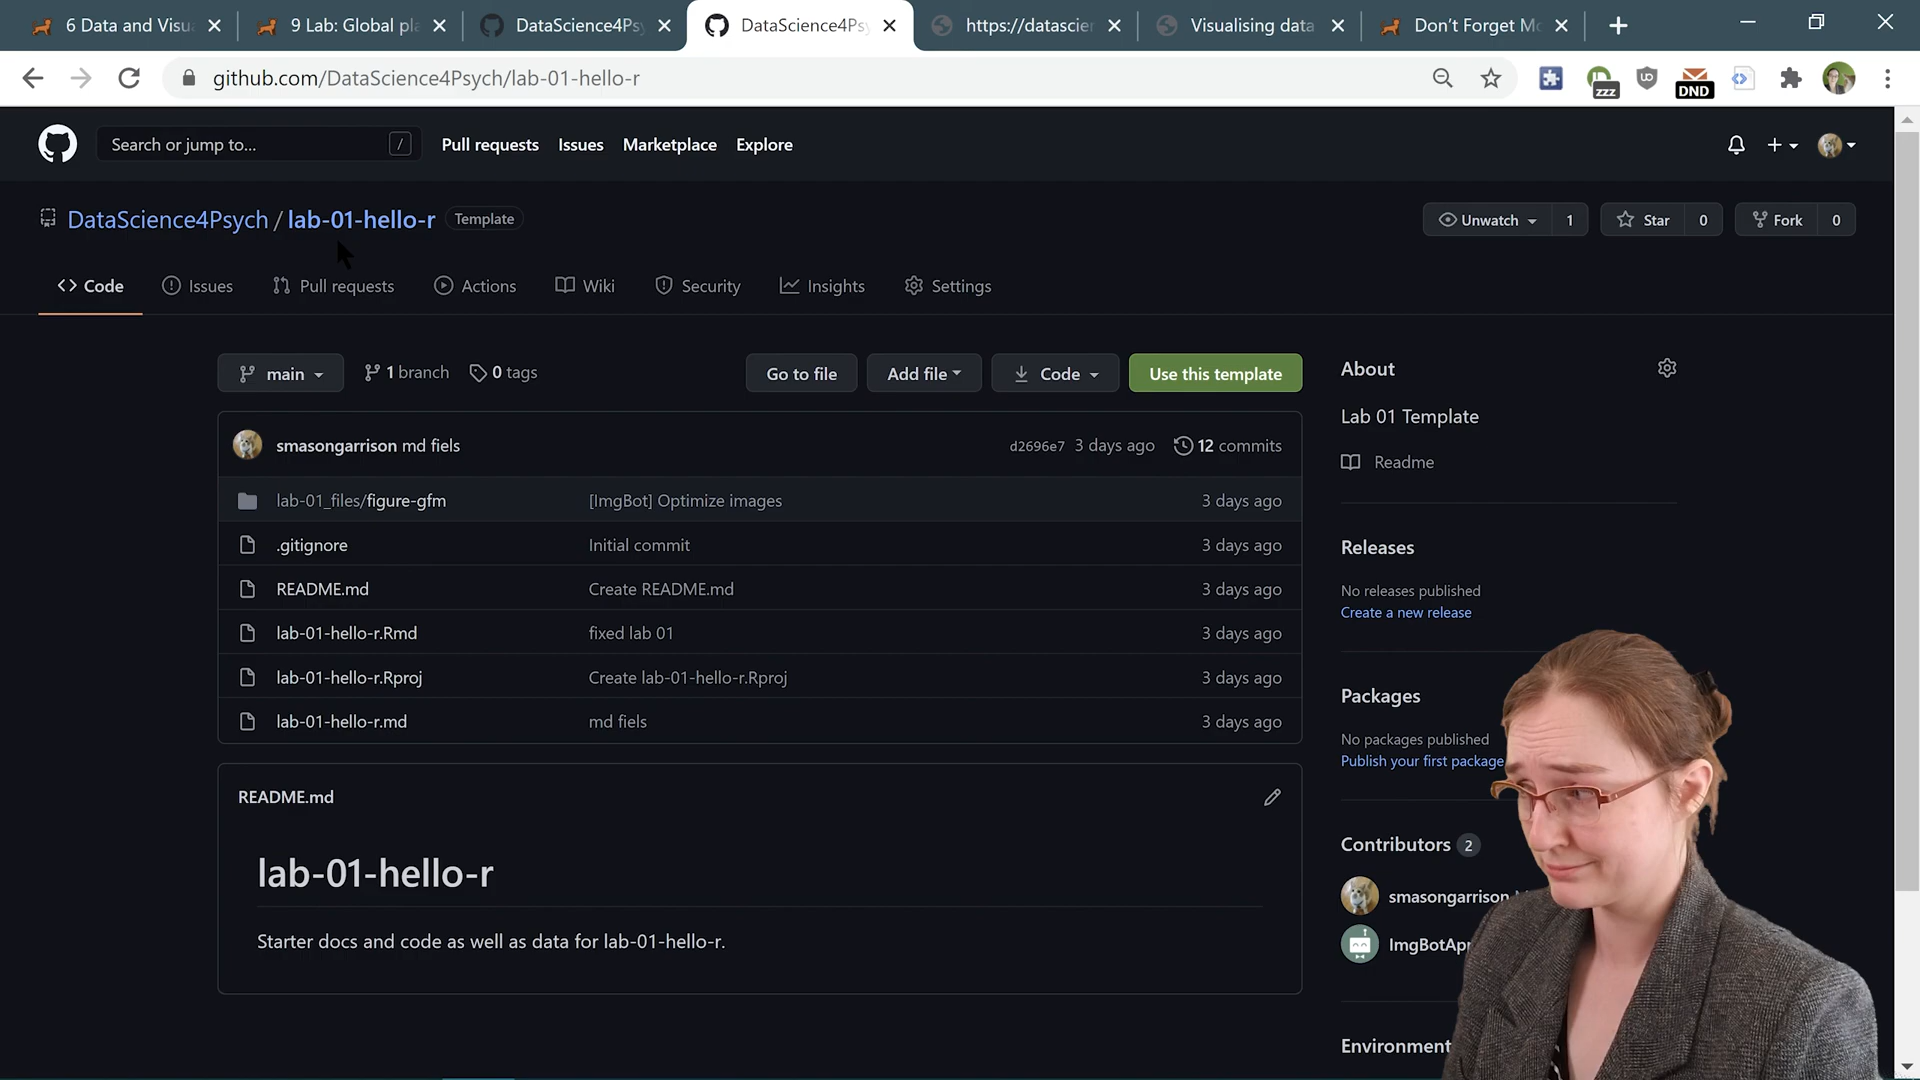 6 Data and Visu
9 Lab: Global pl
DataScience4Psy
DataScience4Psy
https://datascie
Visualising data
Don't Forget Mo
github.com/DataScience4Psych/lab-01-hello-r
zzz
DND
Search or jump to...
/
Pull requests
Issues
Marketplace
Explore
DataScience4Psych / lab-01-hello-r
Template
Unwatch 1
Star 0
Fork 0
Code
Issues
Pull requests
Actions
Wiki
Security
Insights
Settings
main
1 branch
0 tags
Go to file
Add file
Code
Use this template
smasongarrison md fiels
d2696e7 3 days ago
12 commits
lab-01_files/figure-gfm [ImgBot] Optimize images 3 days ago
.gitignore Initial commit 3 days ago
README.md Create README.md 3 days ago
lab-01-hello-r.Rmd fixed lab 01 3 days ago
lab-01-hello-r.Rproj Create lab-01-hello-r.Rproj 3 days ago
lab-01-hello-r.md md fiels 3 days ago
README.md
lab-01-hello-r
Starter docs and code as well as data for lab-01-hello-r.
About
Lab 01 Template
Readme
Releases
No releases published
Create a new release
Packages
No packages published
Publish your first package
Contributors 2
smasongarrison
ImgBotApp
Environment